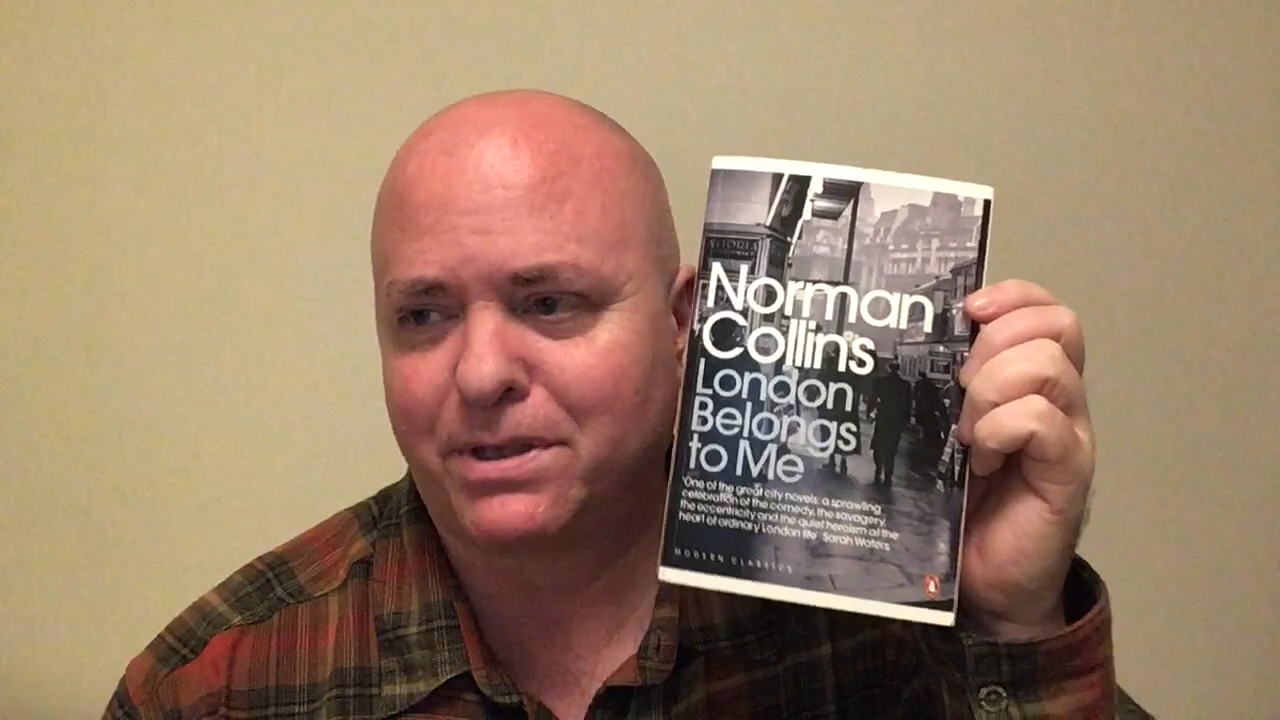 ASTORIA
Norman
Collins
London
Belongs
to Me
'One of the great city novels: a sprawling
celebration of the comedy, the savagery,
the eccentricity and the quiet heroism at the
heart of ordinary London life' Sarah Waters
MODERN CLASSICS